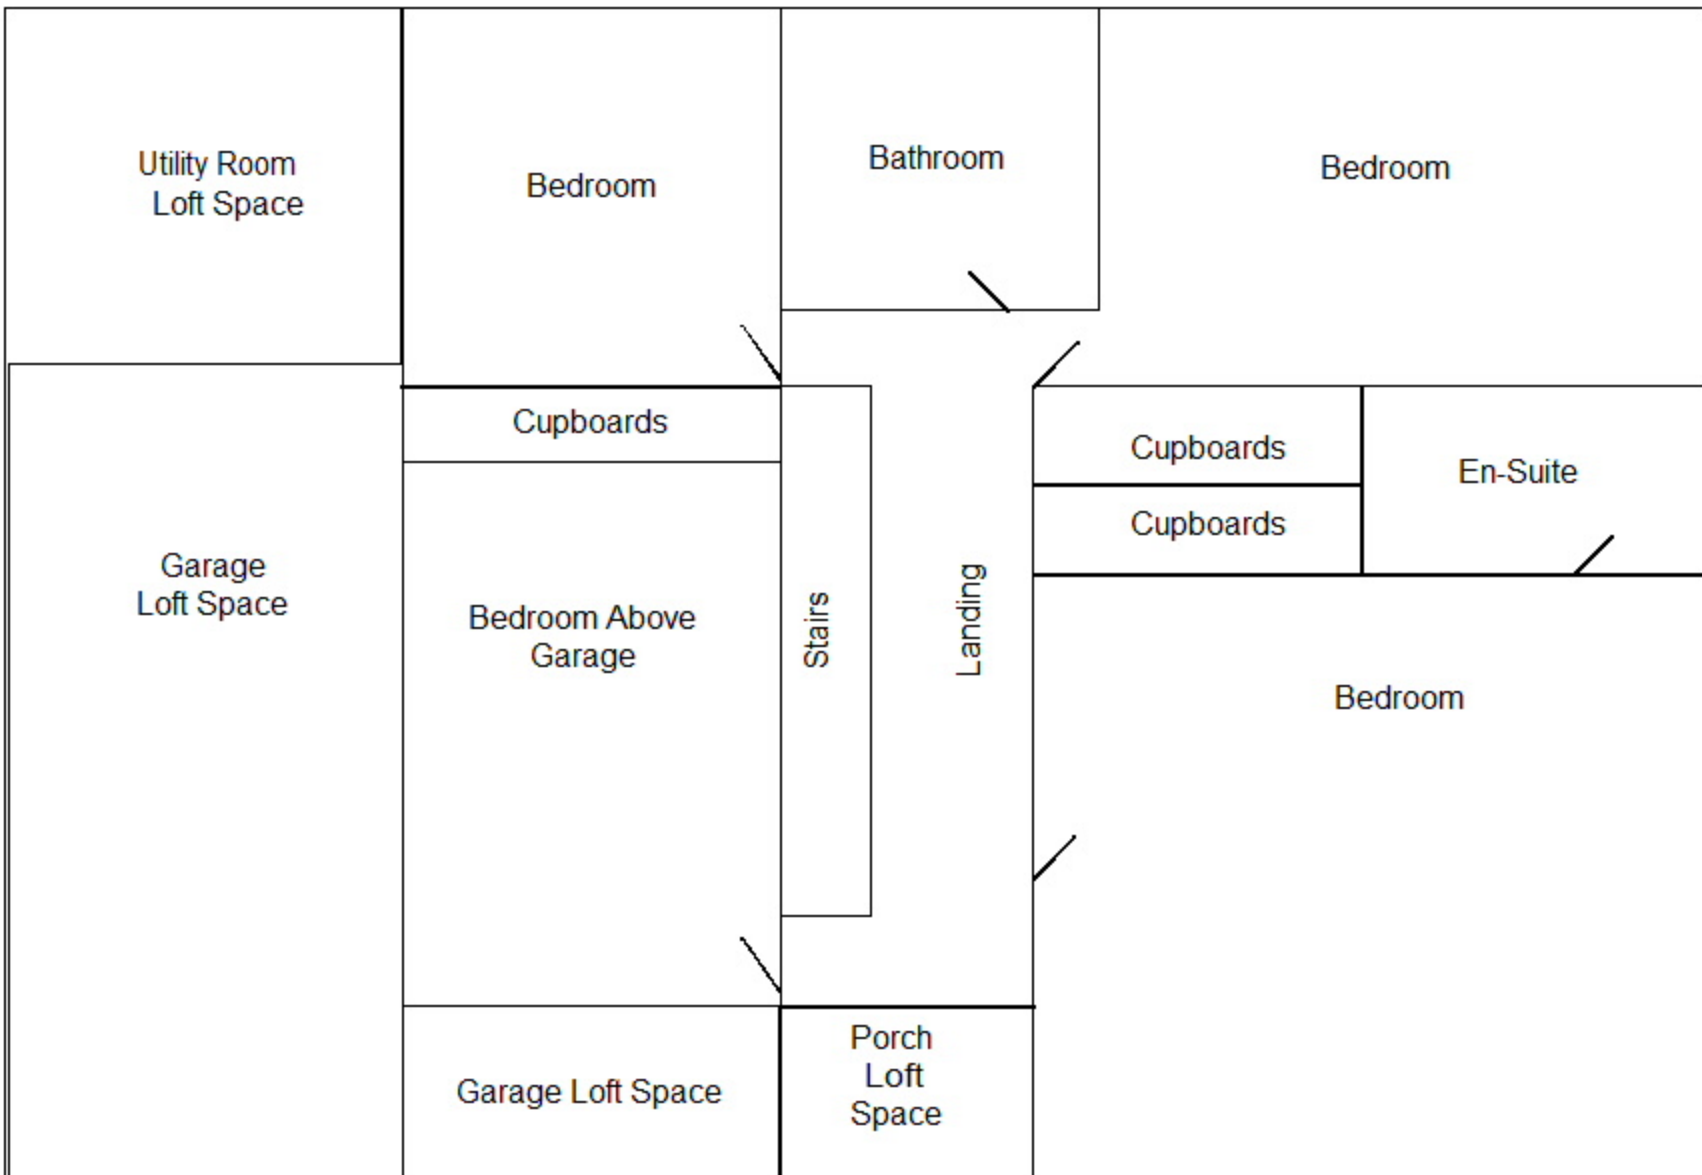 Utility Room
Loft Space
Bedroom
Bathroom
Bedroom
Cupboards
Cupboards
En-Suite
Cupboards
Garage
Loft Space
Bedroom Above
Garage
Stairs
Landing
Bedroom
Garage Loft Space
Porch
Loft
Space